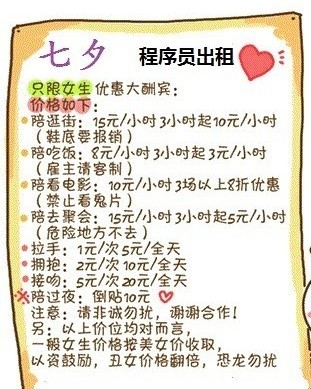 七夕 程序员出租
只限女生 优惠大酬宾：
价格如下：
陪逛街：15元/小时 3小时起10元/小时
（鞋底要报销）
陪吃饭：8元/小时 3小时起3元/小时
（雇主请客制）
陪看电影：10元/小时 3场以上8折优惠
（禁止看鬼片）
陪去聚会：15元/小时 3小时起5元/小时
（危险地方不去）
拉手：1元/次 5元/全天
拥抱：2元/次 10元/全天
接吻：5元/次 20元/全天
※陪过夜：倒贴10元
注意：请非诚勿扰，谢谢合作！
另：以上价位均对而言，
一般女生价格按美女价收取，
以资鼓励，丑女价格翻倍，恐龙勿扰